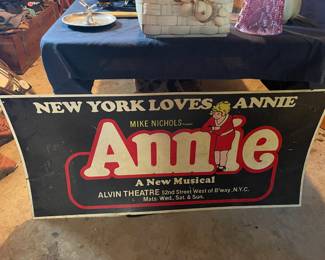 NEW YORK LOVES ANNIE
MIKE NICHOLS Presents
Annie
A New Musical
ALVIN THEATRE 52nd Street West of B'way, N.Y.C.
Mats: Wed., Sat. & Sun.